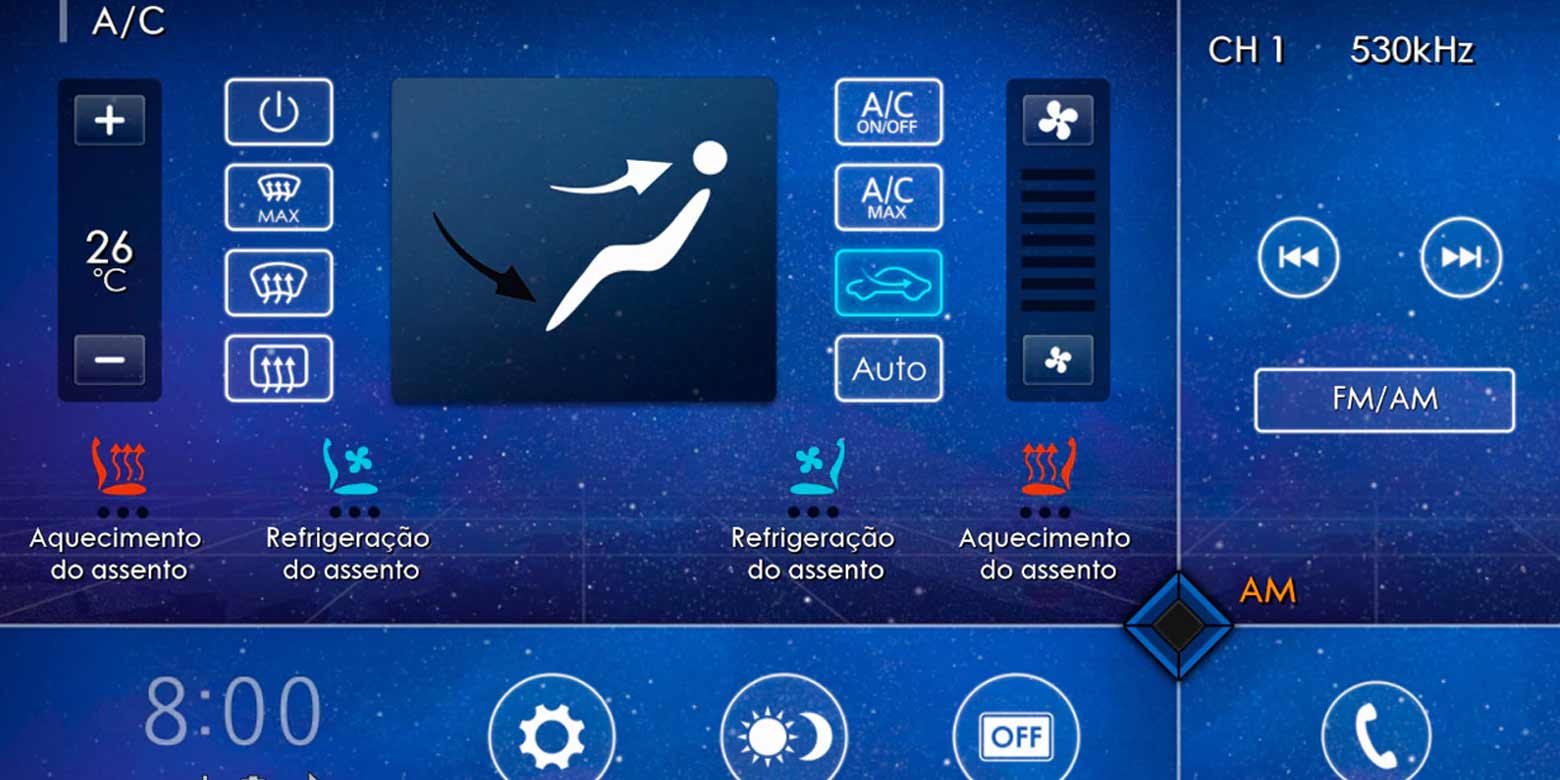 A/C
CH 1 530kHz
A/C
ON/OFF
MAX
A/C
MAX
26
°C
Auto
FM/AM
Aquecimento
do assento
Refrigeração
do assento
Refrigeração
do assento
Aquecimento
do assento
AM
8:00
OFF